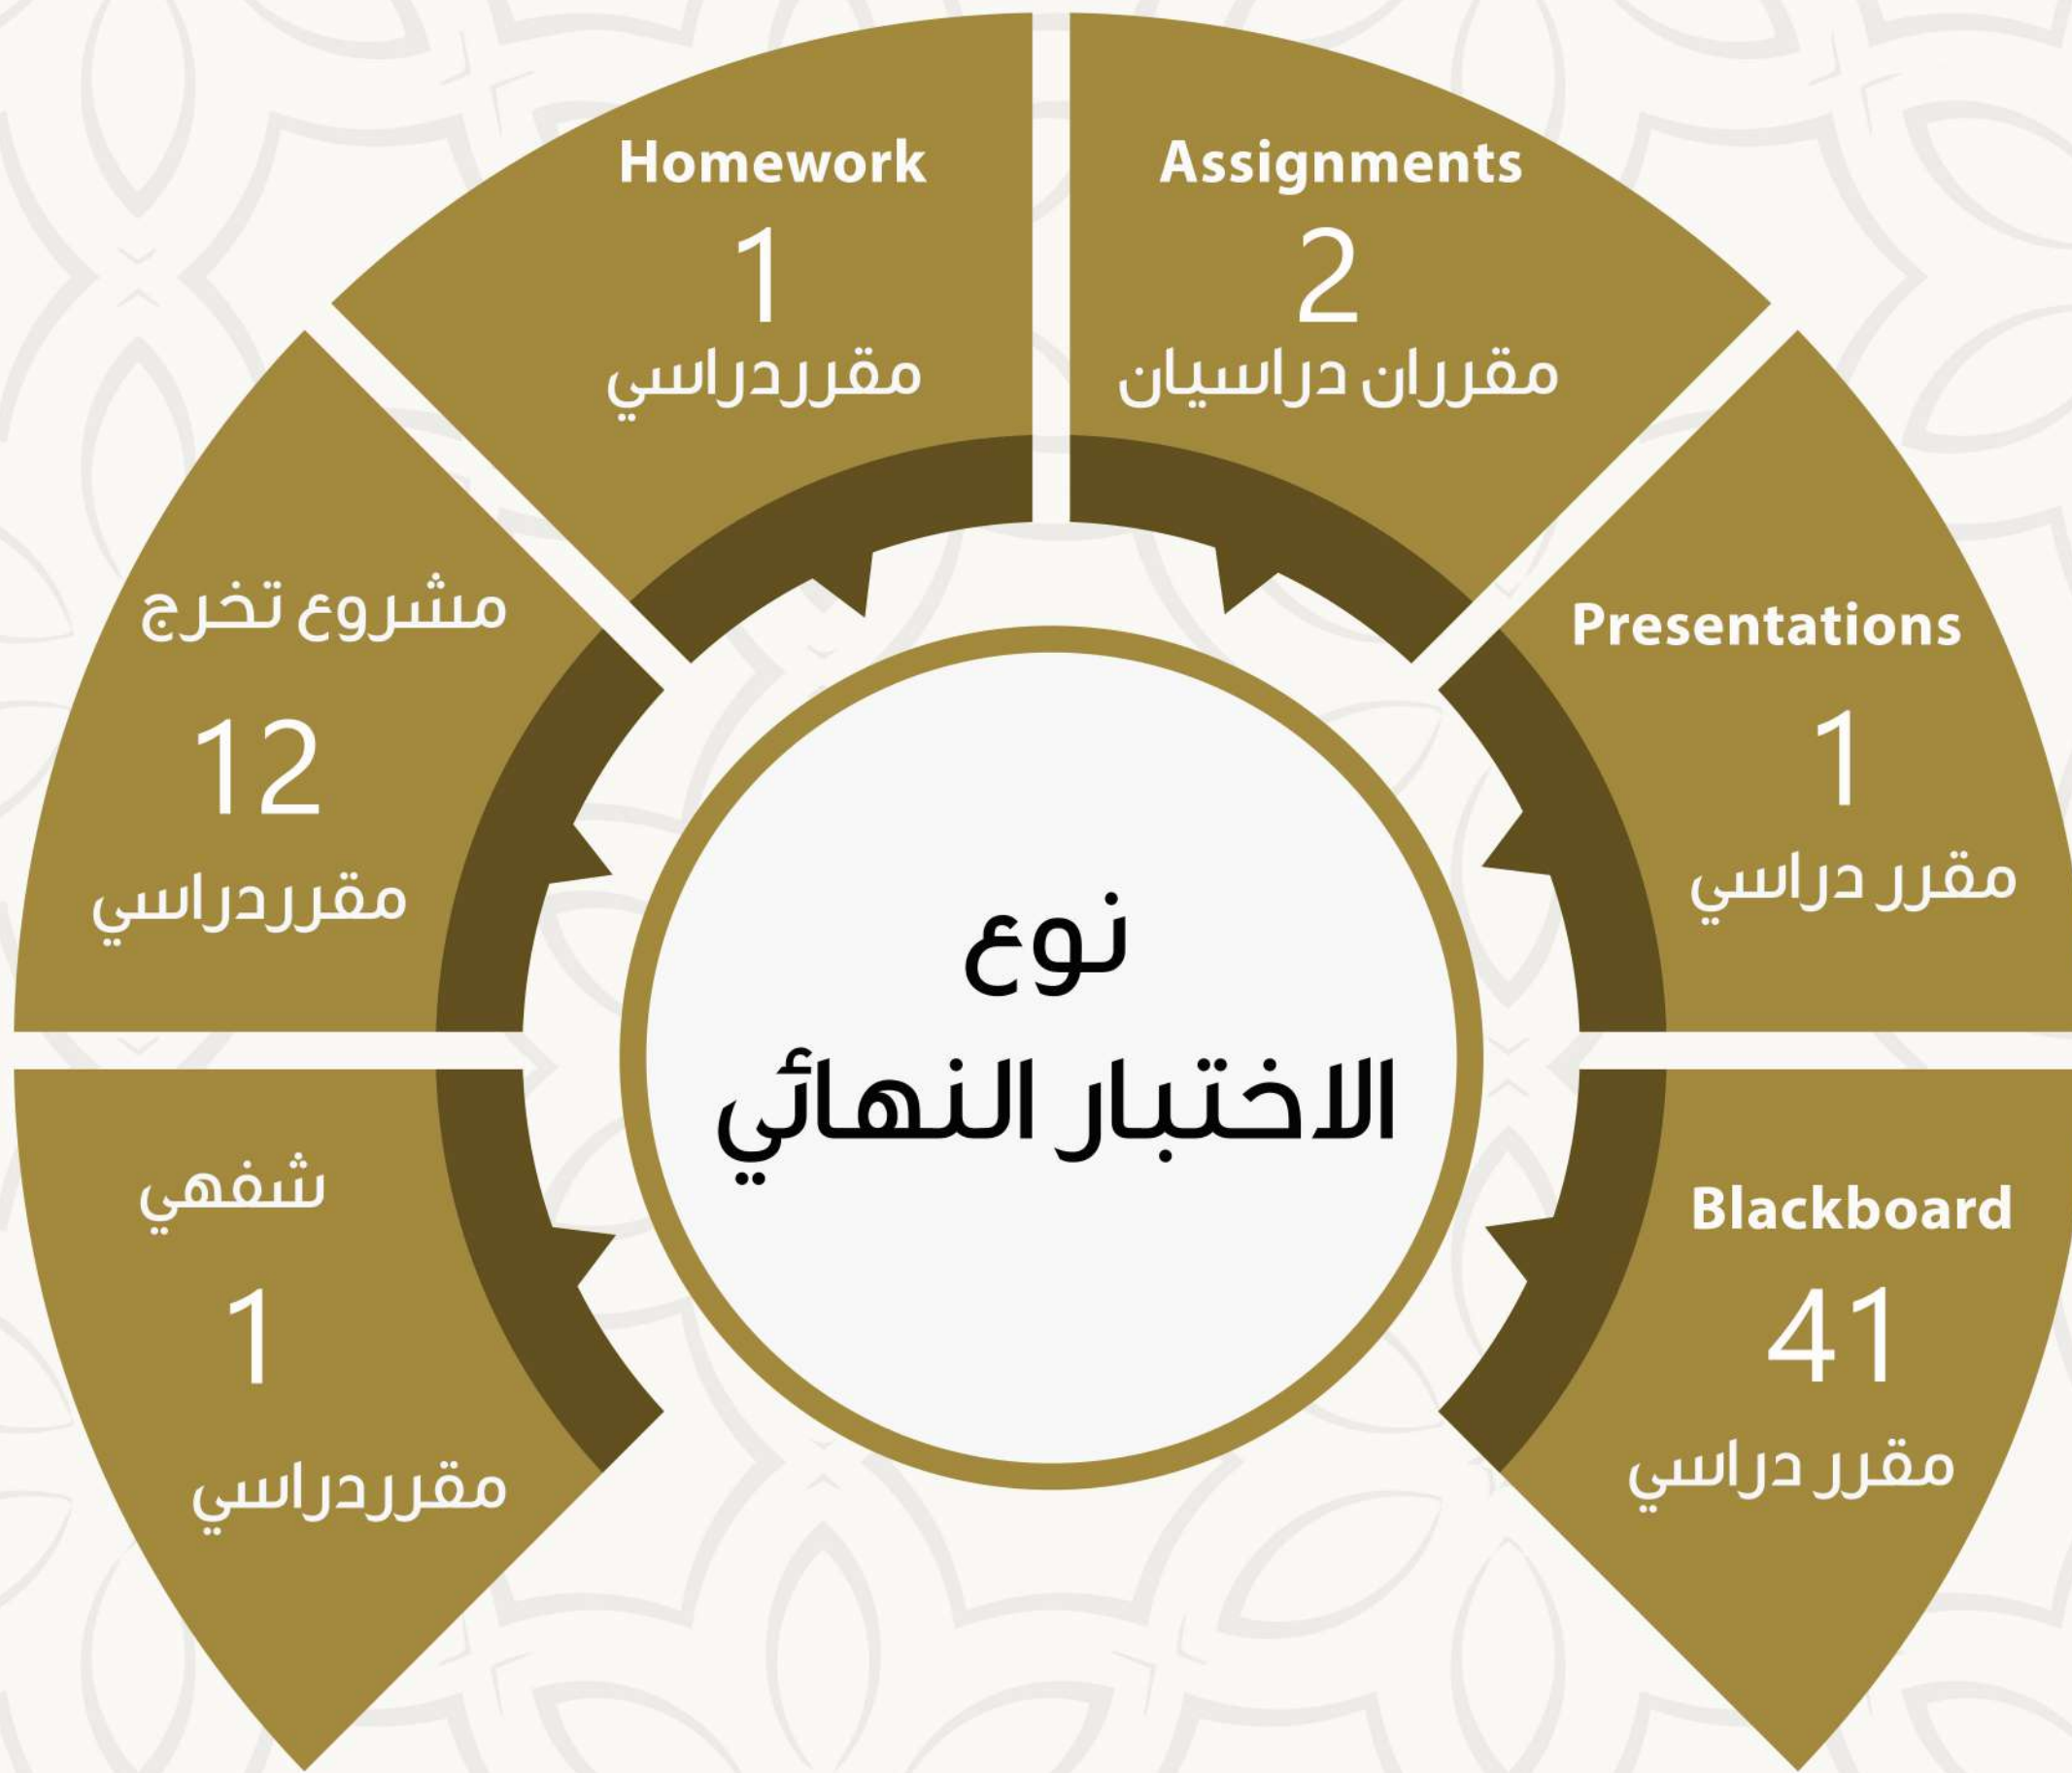 نوع
الاختبار النهائي
Homework
1
مقرردراسي
Assignments
2
مقرران دراسيان
Presentations
1
مقرر دراسي
Blackboard
41
مقرر دراسي
مشروع تخرج
12
مقرردراسي
شفهي
1
مقرردراسي